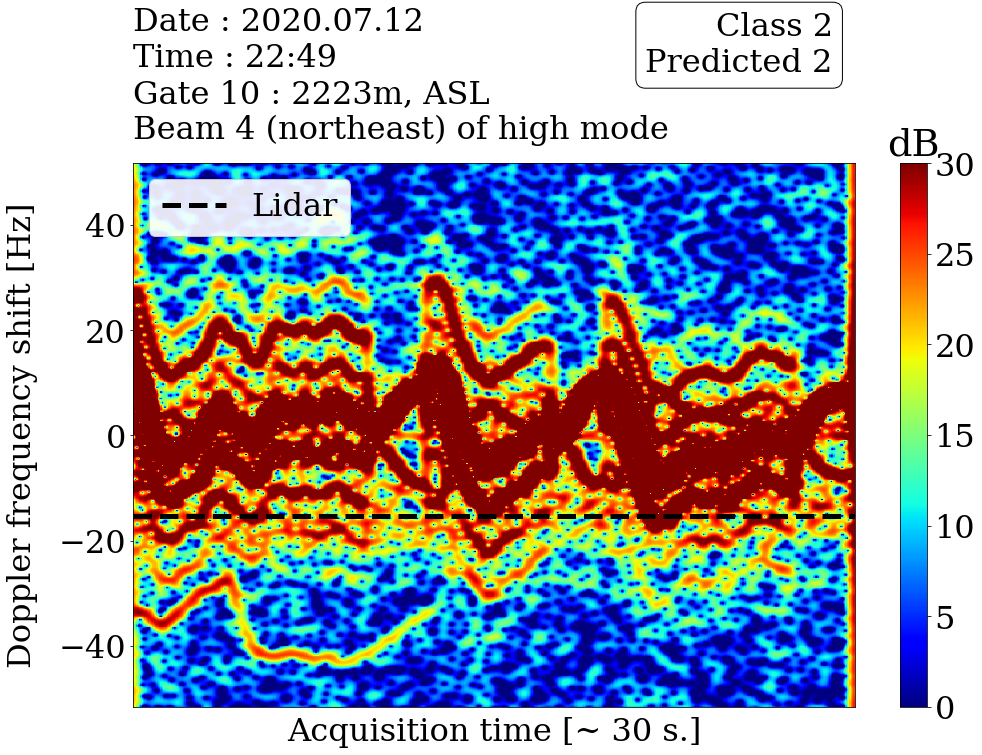 Date : 2020.07.12
Time : 22:49
Gate 10 : 2223m, ASL
Beam 4 (northeast) of high mode
Class 2
Predicted 2
dB
Lidar
Doppler frequency shift [Hz]
40
20
0
−20
−40
30
25
20
15
10
5
0
Acquisition time [~ 30 s.]